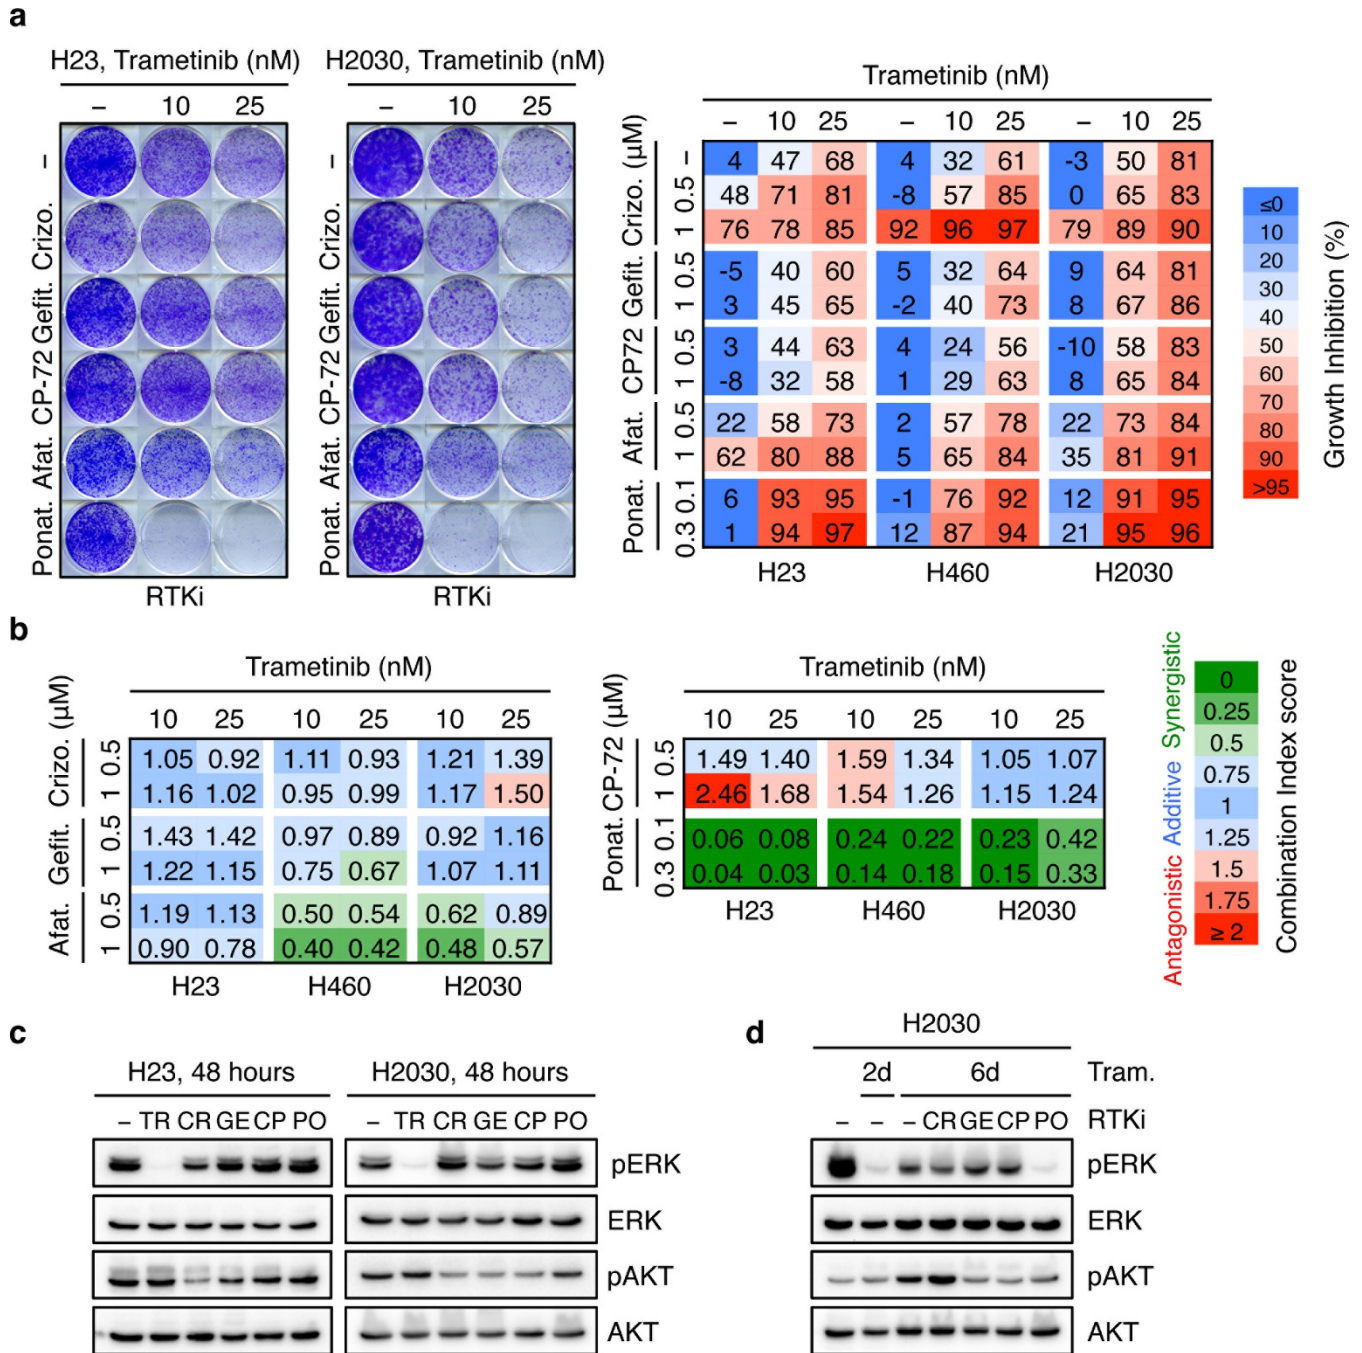 a
H23, Trametinib (nM)
– 10 25
–
Crizo.
Gefit.
CP-72
Afat.
Ponat.
RTKi
H2030, Trametinib (nM)
– 10 25
–
Crizo.
Gefit.
CP-72
Afat.
Ponat.
RTKi
Trametinib (nM)
– 10 25 – 10 25 – 10 25
(µM)
Crizo.
– 4 47 68 4 32 61 -3 50 81
0.5 48 71 81 -8 57 85 0 65 83
1 76 78 85 92 96 97 79 89 90
Gefit.
0.5 -5 40 60 5 32 64 9 64 81
1 3 45 65 -2 40 73 8 67 86
CP72
0.5 3 44 63 4 24 56 -10 58 83
1 -8 32 58 1 29 63 8 65 84
Afat.
0.5 22 58 73 2 57 78 22 73 84
1 62 80 88 5 65 84 35 81 91
Ponat.
0.1 6 93 95 -1 76 92 12 91 95
0.3 1 94 97 12 87 94 21 95 96
H23 H460 H2030
≤0
10
20
30
40
50
60
70
80
90
>95
Growth Inhibition (%)
b
Trametinib (nM)
10 25 10 25 10 25
(µM)
Crizo.
0.5 1.05 0.92 1.11 0.93 1.21 1.39
1 1.16 1.02 0.95 0.99 1.17 1.50
Gefit.
0.5 1.43 1.42 0.97 0.89 0.92 1.16
1 1.22 1.15 0.75 0.67 1.07 1.11
Afat.
0.5 1.19 1.13 0.50 0.54 0.62 0.89
1 0.90 0.78 0.40 0.42 0.48 0.57
H23 H460 H2030
Trametinib (nM)
10 25 10 25 10 25
(µM)
CP-72
0.5 1.49 1.40 1.59 1.34 1.05 1.07
1 2.46 1.68 1.54 1.26 1.15 1.24
Ponat.
0.1 0.06 0.08 0.24 0.22 0.23 0.42
0.3 0.04 0.03 0.14 0.18 0.15 0.33
H23 H460 H2030
Antagonistic Additive Synergistic
0
0.25
0.5
0.75
1
1.25
1.5
1.75
≥ 2
Combination Index score
c
H23, 48 hours
– TR CR GE CP PO
H2030, 48 hours
– TR CR GE CP PO
pERK
ERK
pAKT
AKT
d
H2030
2d 6d Tram.
– – – CR GE CP PO RTKi
pERK
ERK
pAKT
AKT